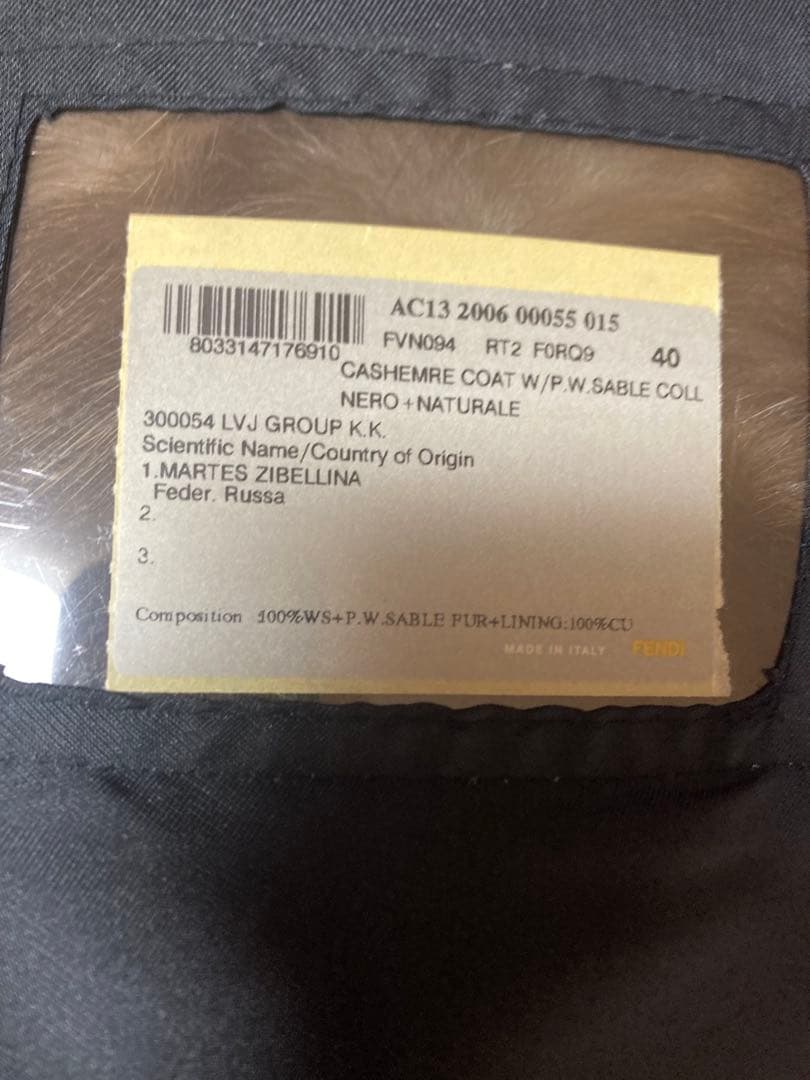 AC13 2006 00055 015
8033147176910
FVN094 RT2 F0RQ9 40
CASHEMRE COAT W/P.W.SABLE COLL
NERO+NATURALE
300054 LVJ GROUP K.K.
Scientific Name/Country of Origin
1.MARTES ZIBELLINA
Feder. Russa
2.
3.
Composition 100%WS+P.W.SABLE FUR+LINING:100%CU
MADE IN ITALY FENDI